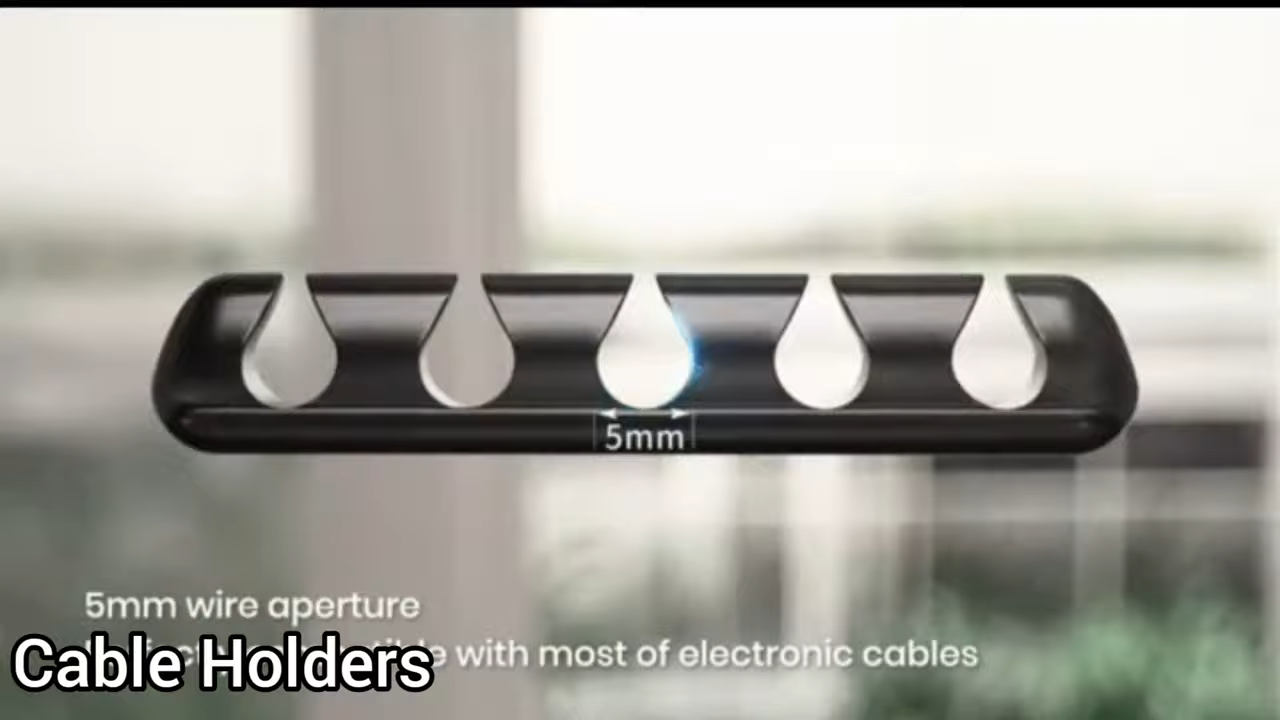 5mm
5mm wire aperture
with most of electronic cables
Cable Holders